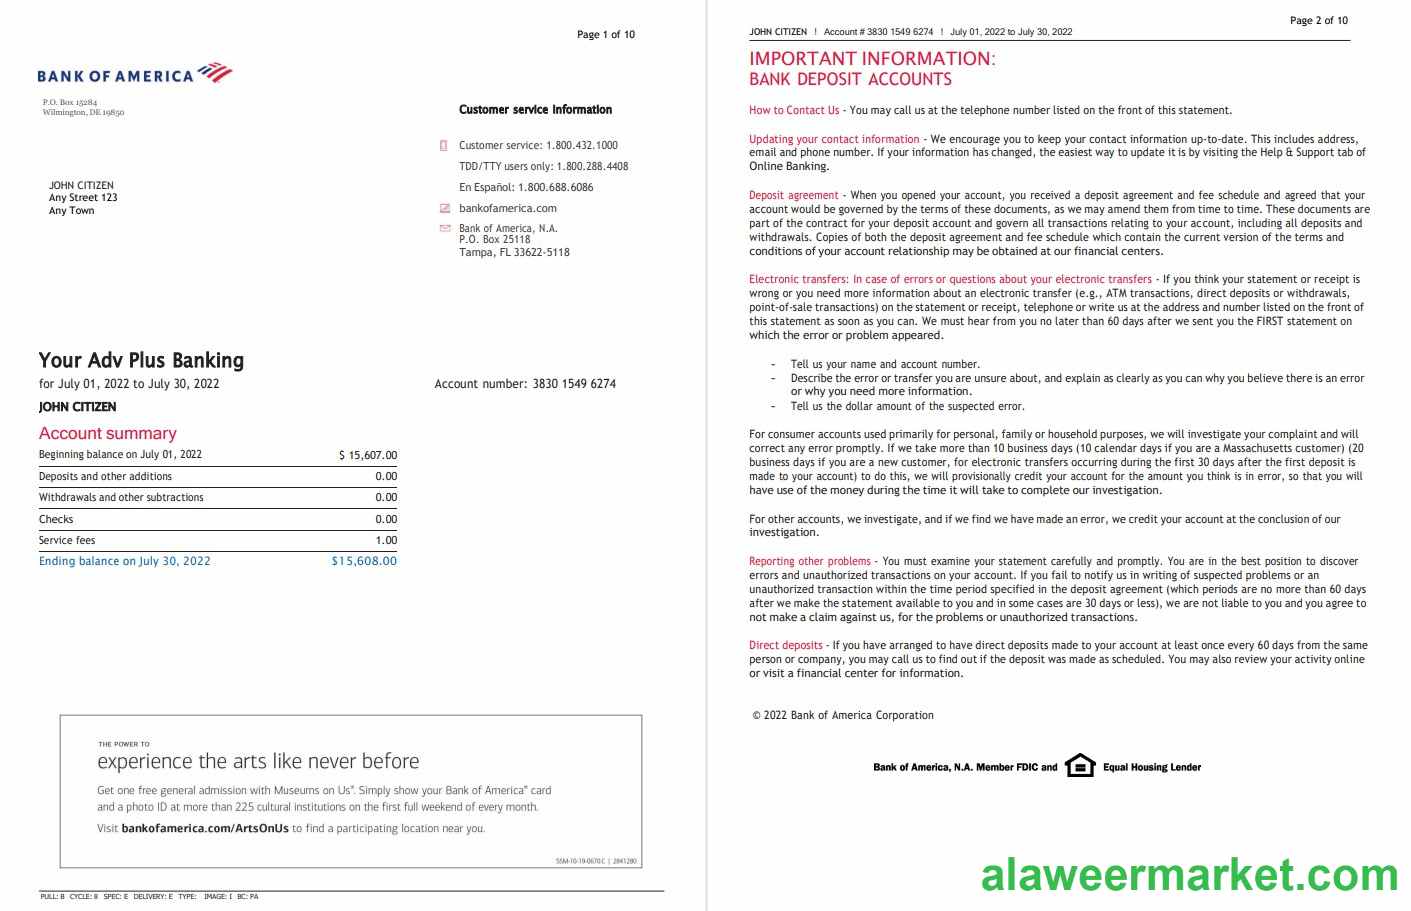 Page 1 of 10
BANK OF AMERICA
P.O. Box 15284
Wilmington, DE 19850
Customer service information
Customer service: 1.800.432.1000
TDD/TTY users only: 1.800.288.4408
En Español: 1.800.688.6086
bankofamerica.com
Bank of America, N.A.
P.O. Box 25118
Tampa, FL 33622-5118
JOHN CITIZEN
Any Street 123
Any Town
Your Adv Plus Banking
for July 01, 2022 to July 30, 2022 Account number: 3830 1549 6274
JOHN CITIZEN
Account summary
Beginning balance on July 01, 2022 $ 15,607.00
Deposits and other additions 0.00
Withdrawals and other subtractions 0.00
Checks 0.00
Service fees 1.00
Ending balance on July 30, 2022 $15,608.00
THE POWER TO
experience the arts like never before
Get one free general admission with Museums on Us®. Simply show your Bank of America® card
and a photo ID at more than 225 cultural institutions on the first full weekend of every month.
Visit bankofamerica.com/ArtsOnUs to find a participating location near you.
SSM-10-19-0670C | 2841280
PULL: B CYCLE: 8 SPEC: E DELIVERY: E TYPE: IMAGE: I BC: PA
Page 2 of 10
JOHN CITIZEN ! Account # 3830 1549 6274 ! July 01, 2022 to July 30, 2022
IMPORTANT INFORMATION:
BANK DEPOSIT ACCOUNTS
How to Contact Us - You may call us at the telephone number listed on the front of this statement.
Updating your contact information - We encourage you to keep your contact information up-to-date. This includes address,
email and phone number. If your information has changed, the easiest way to update it is by visiting the Help & Support tab of
Online Banking.
Deposit agreement - When you opened your account, you received a deposit agreement and fee schedule and agreed that your
account would be governed by the terms of these documents, as we may amend them from time to time. These documents are
part of the contract for your deposit account and govern all transactions relating to your account, including all deposits and
withdrawals. Copies of both the deposit agreement and fee schedule which contain the current version of the terms and
conditions of your account relationship may be obtained at our financial centers.
Electronic transfers: In case of errors or questions about your electronic transfers - If you think your statement or receipt is
wrong or you need more information about an electronic transfer (e.g., ATM transactions, direct deposits or withdrawals,
point-of-sale transactions) on the statement or receipt, telephone or write us at the address and number listed on the front of
this statement as soon as you can. We must hear from you no later than 60 days after we sent you the FIRST statement on
which the error or problem appeared.
- Tell us your name and account number.
- Describe the error or transfer you are unsure about, and explain as clearly as you can why you believe there is an error
or why you need more information.
- Tell us the dollar amount of the suspected error.
For consumer accounts used primarily for personal, family or household purposes, we will investigate your complaint and will
correct any error promptly. If we take more than 10 business days (10 calendar days if you are a Massachusetts customer) (20
business days if you are a new customer, for electronic transfers occurring during the first 30 days after the first deposit is
made to your account) to do this, we will provisionally credit your account for the amount you think is in error, so that you will
have use of the money during the time it will take to complete our investigation.
For other accounts, we investigate, and if we find we have made an error, we credit your account at the conclusion of our
investigation.
Reporting other problems - You must examine your statement carefully and promptly. You are in the best position to discover
errors and unauthorized transactions on your account. If you fail to notify us in writing of suspected problems or an
unauthorized transaction within the time period specified in the deposit agreement (which periods are no more than 60 days
after we make the statement available to you and in some cases are 30 days or less), we are not liable to you and you agree to
not make a claim against us, for the problems or unauthorized transactions.
Direct deposits - If you have arranged to have direct deposits made to your account at least once every 60 days from the same
person or company, you may call us to find out if the deposit was made as scheduled. You may also review your activity online
or visit a financial center for information.
© 2022 Bank of America Corporation
Bank of America, N.A. Member FDIC and Equal Housing Lender
alaweermarket.com